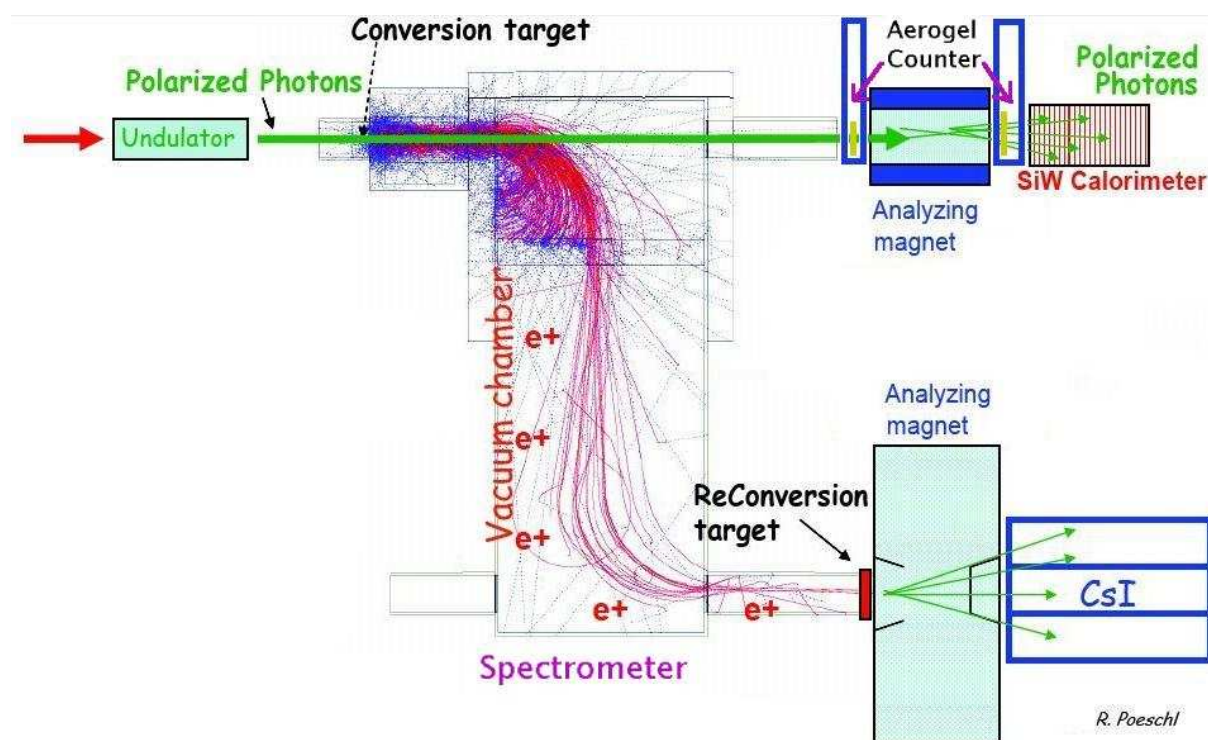 Conversion target
Polarized Photons
Undulator
Aerogel
Counter
Polarized
Photons
SiW Calorimeter
Analyzing
magnet
Vacuum chamber
e+
e+
e+
e+
e+
Analyzing
magnet
ReConversion
target
CsI
Spectrometer
R. Poeschl